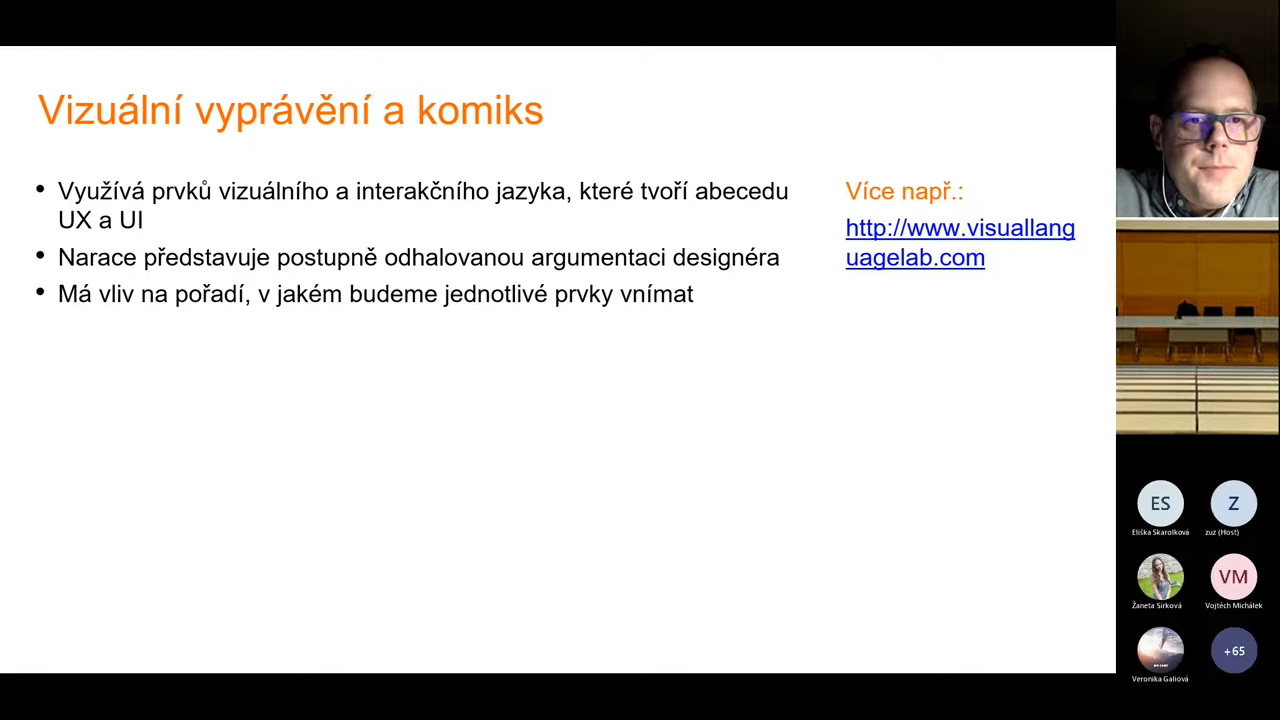 Vizuální vyprávění a komiks
• Využívá prvků vizuálního a interakčního jazyka, které tvoří abecedu
UX a UI
• Narace představuje postupně odhalovanou argumentaci designéra
• Má vliv na pořadí, v jakém budeme jednotlivé prvky vnímat
Více např.:
http://www.visuallang
uagelab.com
ES
Z
Eliška Skarolková
zuz (Host)
VM
Žaneta Sirková
Vojtěch Michálek
+65
Veronika Galiová